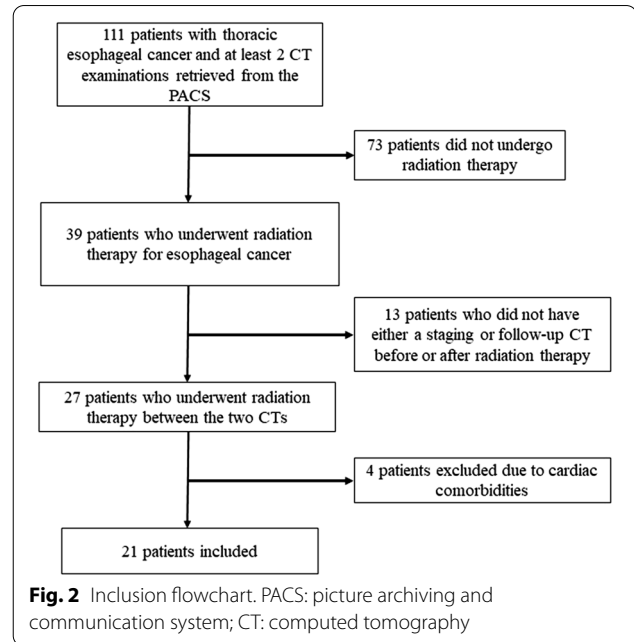 111 patients with thoracic
esophageal cancer and at least 2 CT
examinations retrieved from the
PACS
73 patients did not undergo
radiation therapy
39 patients who underwent radiation
therapy for esophageal cancer
13 patients who did not have
either a staging or follow-up CT
before or after radiation therapy
27 patients who underwent radiation
therapy between the two CTs
4 patients excluded due to cardiac
comorbidities
21 patients included
Fig. 2 Inclusion flowchart. PACS: picture archiving and
communication system; CT: computed tomography